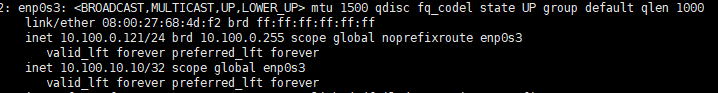 2: enp0s3: <BROADCAST,MULTICAST,UP,LOWER_UP> mtu 1500 qdisc fq_codel state UP group default qlen 1000
link/ether 08:00:27:68:4d:f2 brd ff:ff:ff:ff:ff:ff
inet 10.100.0.121/24 brd 10.100.0.255 scope global noprefixroute enp0s3
valid_lft forever preferred_lft forever
inet 10.100.10.10/32 scope global enp0s3
valid_lft forever preferred_lft forever